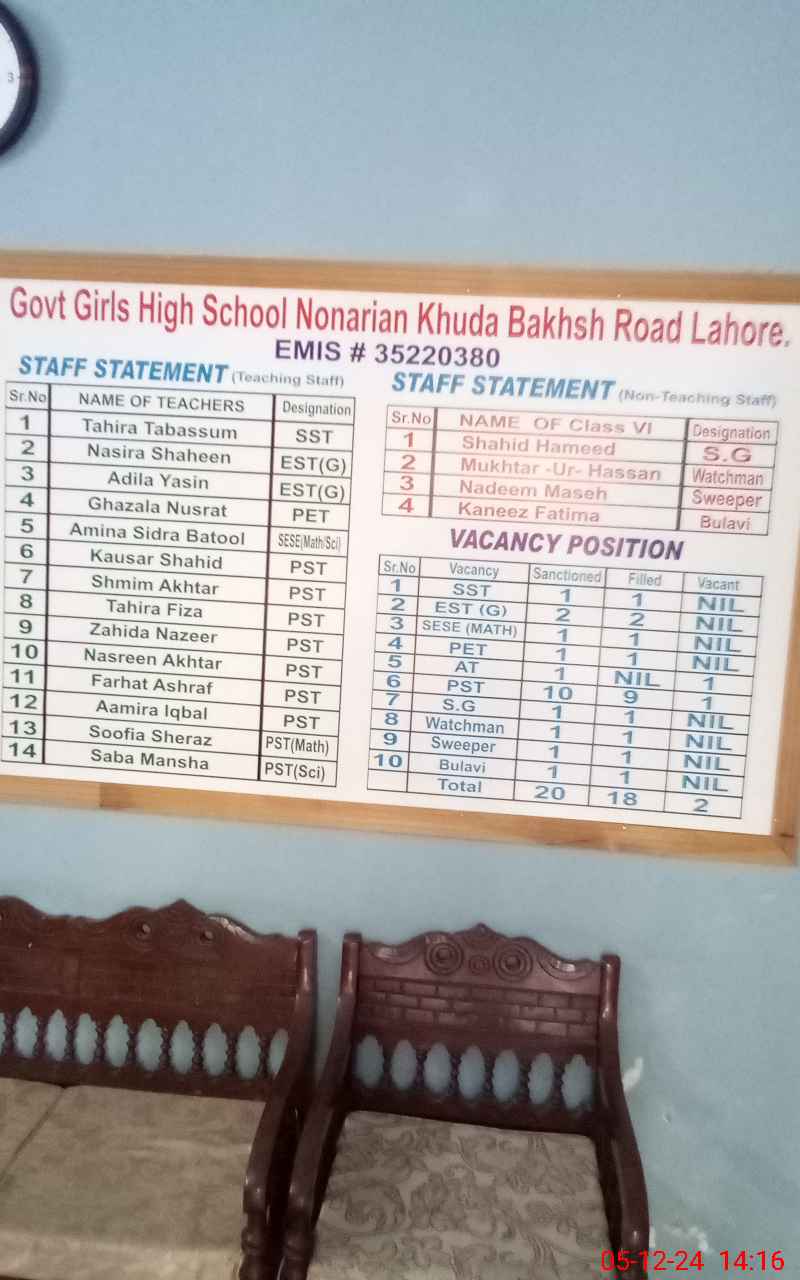 3
Govt Girls High School Nonarian Khuda Bakhsh Road Lahore.
EMIS # 35220380
STAFF STATEMENT (Teaching Staff)
Sr.No NAME OF TEACHERS Designation
1 Tahira Tabassum SST
2 Nasira Shaheen EST(G)
3 Adila Yasin EST(G)
4 Ghazala Nusrat PET
5 Amina Sidra Batool SESE(Math/Sci)
6 Kausar Shahid PST
7 Shmim Akhtar PST
8 Tahira Fiza PST
9 Zahida Nazeer PST
10 Nasreen Akhtar PST
11 Farhat Ashraf PST
12 Aamira Iqbal PST
13 Soofia Sheraz PST(Math)
14 Saba Mansha PST(Sci)
STAFF STATEMENT (Non-Teaching Staff)
Sr.No NAME OF Class VI Designation
1 Shahid Hameed S.G
2 Mukhtar -Ur- Hassan Watchman
3 Nadeem Maseh Sweeper
4 Kaneez Fatima Bulavi
VACANCY POSITION
Sr.No Vacancy Sanctioned Filled Vacant
1 SST 1 1 NIL
2 EST (G) 2 2 NIL
3 SESE (MATH) 1 1 NIL
4 PET 1 1 NIL
5 AT 1 NIL 1
6 PST 10 9 1
7 S.G 1 1 NIL
8 Watchman 1 1 NIL
9 Sweeper 1 1 NIL
10 Bulavi 1 1 NIL
Total 20 18 2
05-12-24 14:16